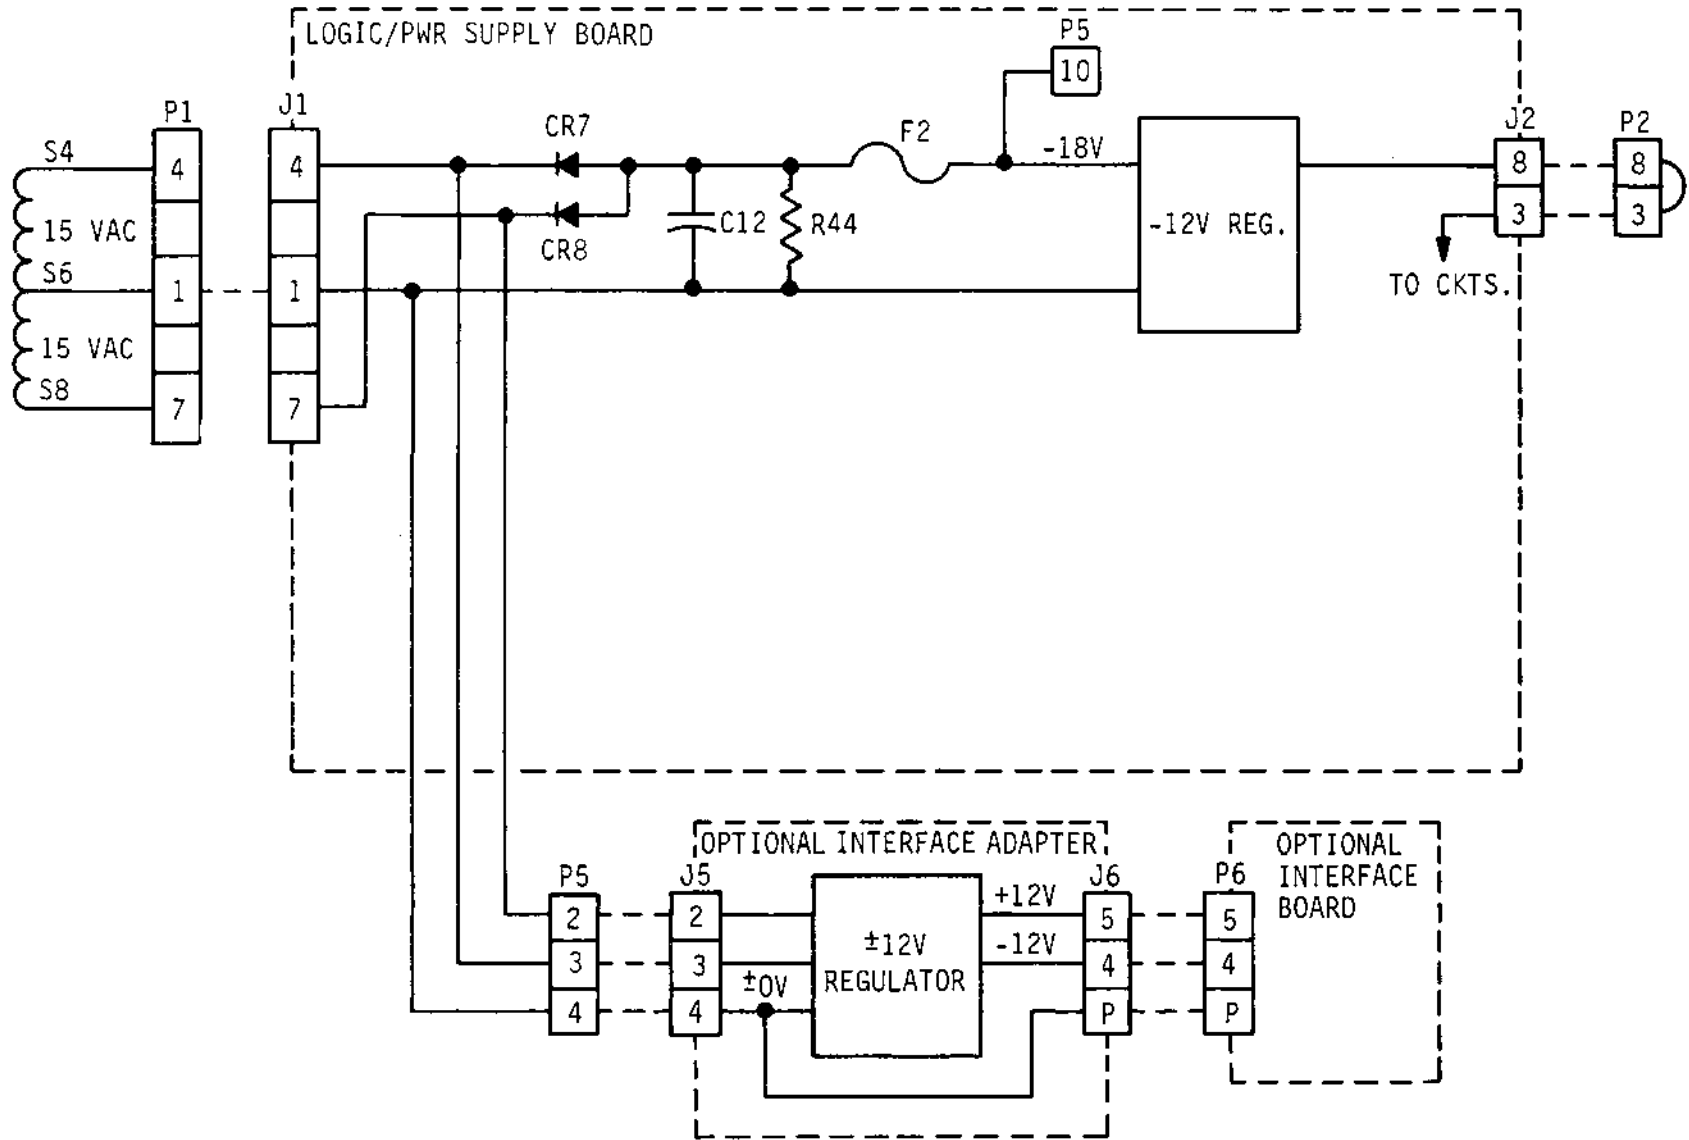 LOGIC/PWR SUPPLY BOARD
P5
10
P1
J1
CR7
F2
-18V
J2
P2
S4
4
4
8
8
15 VAC
CR8
C12
R44
-12V REG.
3
3
S6
1
1
TO CKTS.
15 VAC
S8
7
7
OPTIONAL INTERFACE ADAPTER
OPTIONAL
INTERFACE
BOARD
P5
J5
J6
P6
2
2
+12V
5
5
±12V
REGULATOR
-12V
3
3
4
4
±0V
4
4
P
P